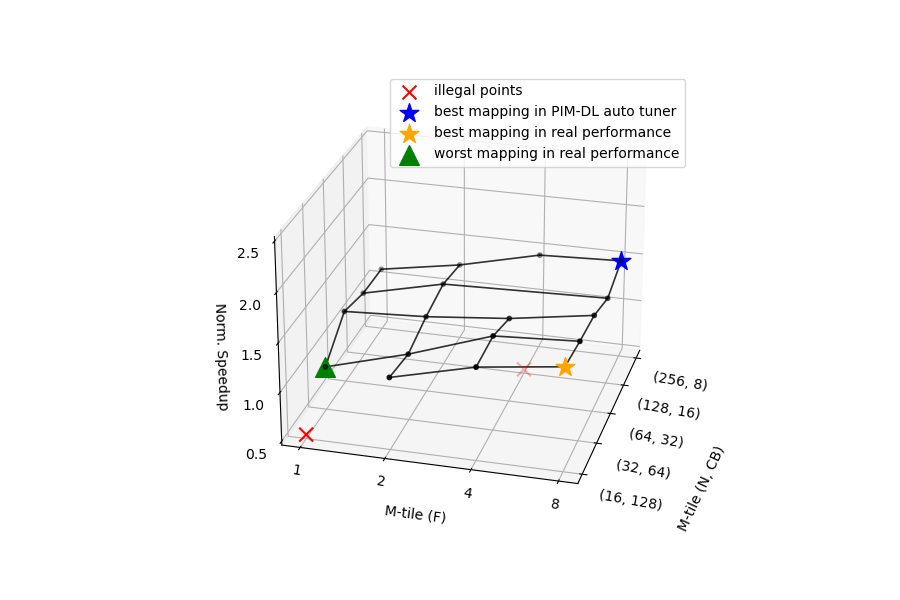 illegal points
best mapping in PIM-DL auto tuner
best mapping in real performance
worst mapping in real performance
2.5
2.0
1.5
1.0
0.5
Norm. Speedup
1
2
4
8
M-tile (F)
(256, 8)
(128, 16)
(64, 32)
(32, 64)
(16, 128)
M-tile (N, CB)